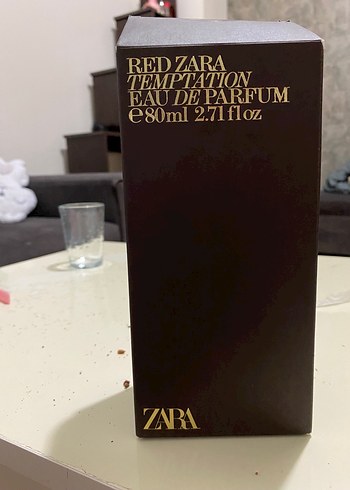 RED ZARA
TEMPTATION
EAU DE PARFUM
℮80ml 2.71 fl oz
ZARA